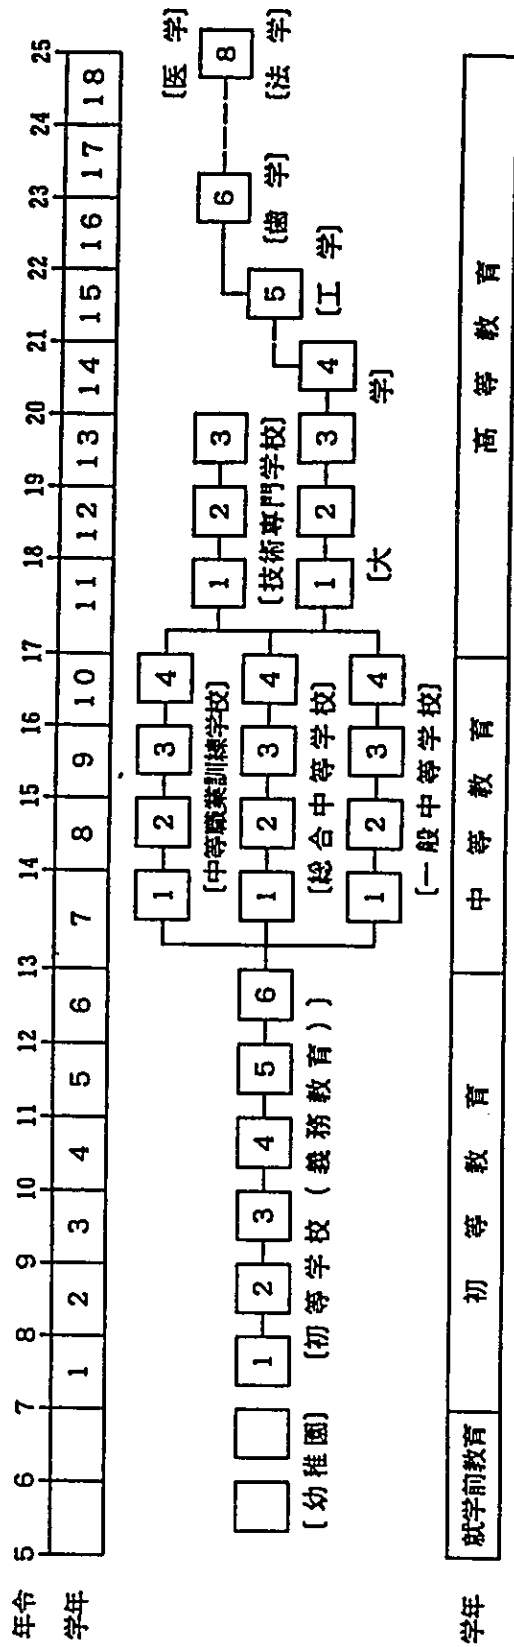 年令 5 6 7 8 9 10 11 12 13 14 15 16 17 18 19 20 21 22 23 24 25
学年 1 2 3 4 5 6 7 8 9 10 11 12 13 14 15 16 17 18
1 2 3 4
[中等職業訓練学校]
1 2 3
[技術専門学校]
6 8
[歯 学]
[医 学]
[法 学]
5
[工 学]
[幼稚園]
1 2 3 4 5 6
[初等学校(義務教育)]
1 2 3 4
[総合中等学校]
1 2 3 4
[大 学]
1 2 3 4
[一般中等学校]
学年 就学前教育 初等教育 中等教育 高等教育